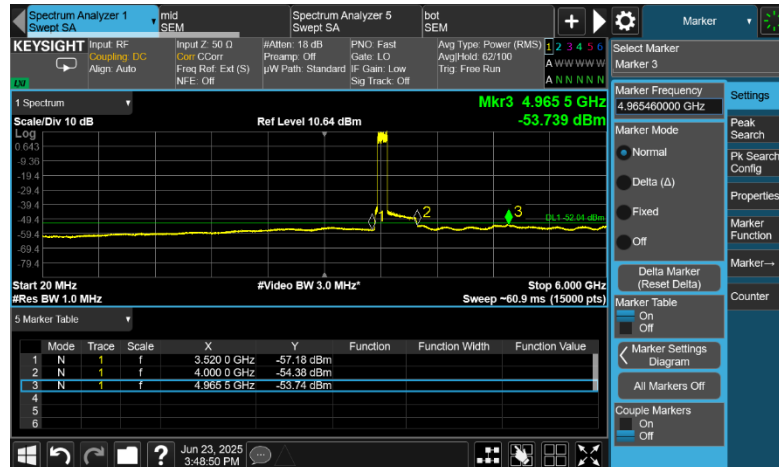 Spectrum Analyzer 1
Swept SA
mid
SEM
Spectrum Analyzer 5
Swept SA
bot
SEM
Marker
KEYSIGHT
Input: RF
Coupling: DC
Align: Auto
Input Z: 50 Ω
Corr CCorr
Freq Ref: Ext (S)
NFE: Off
#Atten: 18 dB
Preamp: Off
µW Path: Standard
PNO: Fast
Gate: LO
IF Gain: Low
Sig Track: Off
Avg Type: Power (RMS)
Avg|Hold: 62/100
Trig: Free Run
1 2 3 4 5 6
A WW WW W
A N N N N N
LXI
1 Spectrum
Mkr3 4.965 5 GHz
Scale/Div 10 dB
Ref Level 10.64 dBm
-53.739 dBm
Log
0.643
-9.36
-19.4
-29.4
-39.4
-49.4
-59.4
-69.4
-79.4
1
2
3
DL1 -52.04 dBm
Start 20 MHz
#Video BW 3.0 MHz*
Stop 6.000 GHz
#Res BW 1.0 MHz
Sweep ~60.9 ms (15000 pts)
5 Marker Table
Mode Trace Scale X Y Function Function Width Function Value
1 N 1 f 3.520 0 GHz -57.18 dBm
2 N 1 f 4.000 0 GHz -54.38 dBm
3 N 1 f 4.965 5 GHz -53.74 dBm
4
5
6
Jun 23, 2025
3:48:50 PM
Select Marker
Marker 3
Marker Frequency
4.965460000 GHz
Marker Mode
Normal
Delta (Δ)
Fixed
Off
Delta Marker
(Reset Delta)
Marker Table
On
Off
Marker Settings
Diagram
All Markers Off
Couple Markers
On
Off
Settings
Peak
Search
Pk Search
Config
Properties
Marker
Function
Marker→
Counter